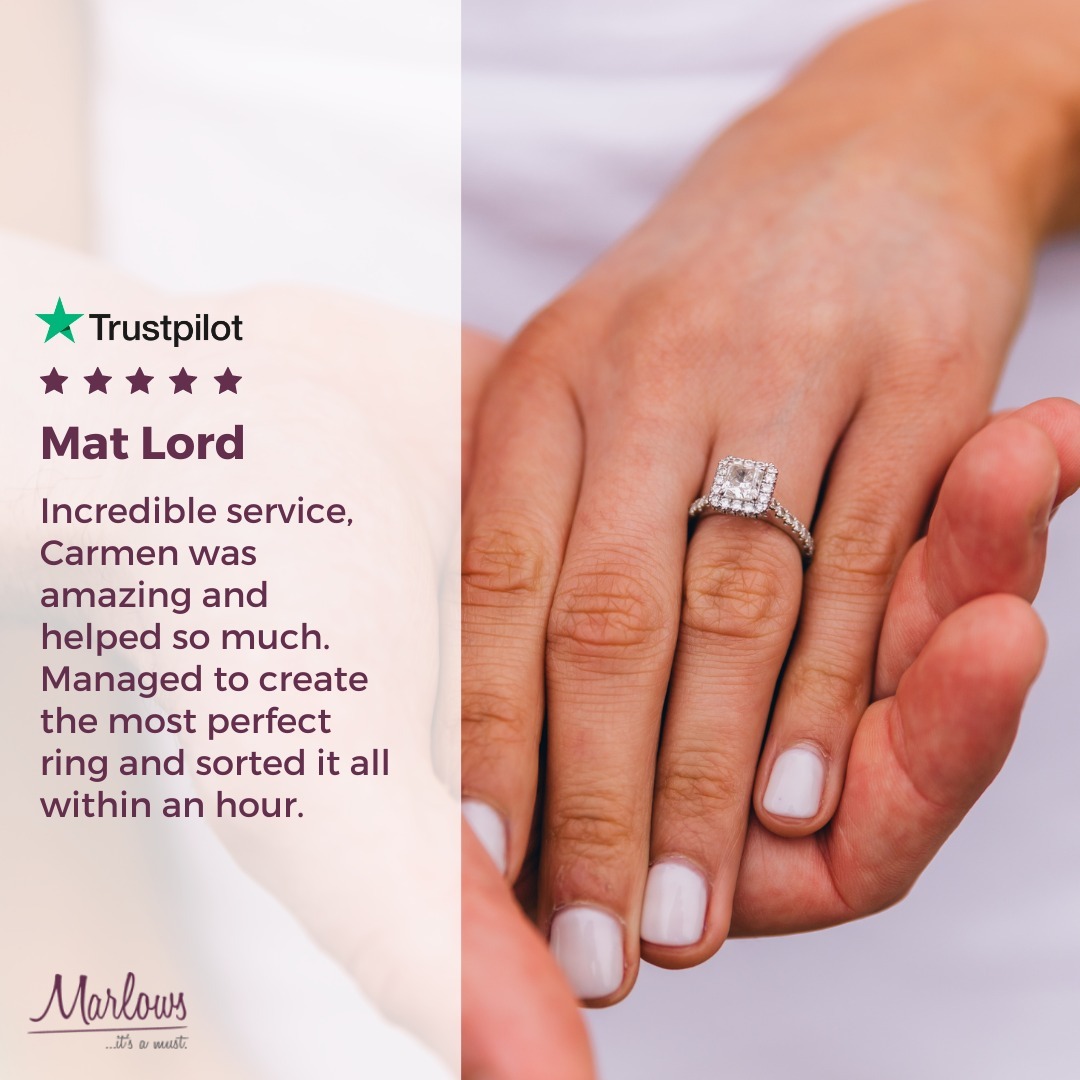 Trustpilot
Mat Lord
Incredible service,
Carmen was
amazing and
helped so much.
Managed to create
the most perfect
ring and sorted it all
within an hour.
Marlows
...it's a must.